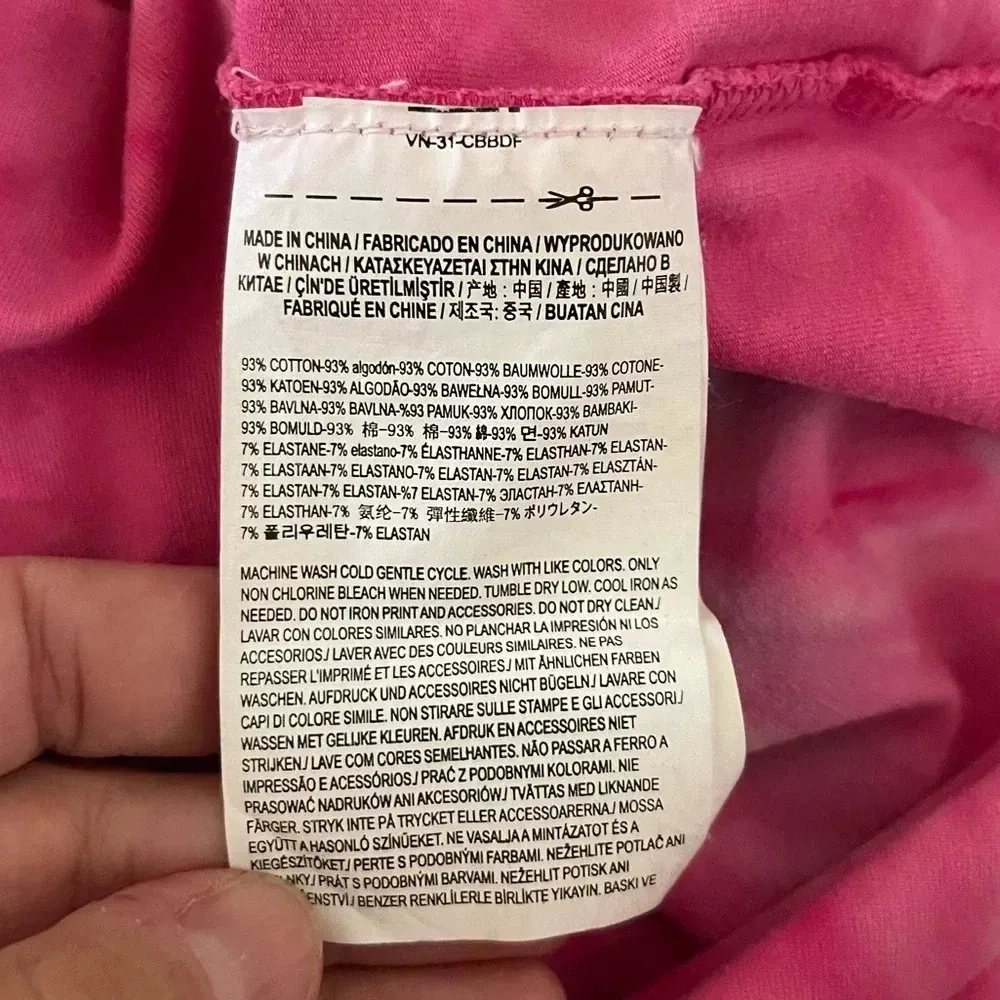 VN-31-CBBDF
MADE IN CHINA / FABRICADO EN CHINA / WYPRODUKOWANO
W CHINACH / ΚΑΤΑΣΚΕΥΑΖΕΤΑΙ ΣΤΗΝ ΚΙΝΑ / СДЕЛАНО В
КИТАЕ / ÇİN'DE ÜRETİLMİŞTİR / 产地 : 中国 / 產地 : 中國 / 中国製 /
FABRIQUÉ EN CHINE / 제조국: 중국 / BUATAN CINA
93% COTTON-93% algodón-93% COTON-93% BAUMWOLLE-93% COTONE-
93% KATOEN-93% ALGODÃO-93% BAWEŁNA-93% BOMULL-93% PAMUT-
93% BAVLNA-93% BAVLNA-%93 PAMUK-93% ХЛОПОК-93% ΒΑΜΒΑΚΙ-
93% BOMULD-93% 棉-93% 棉-93% 綿-93% 면-93% KATUN
7% ELASTANE-7% elastano-7% ÉLASTHANNE-7% ELASTHAN-7% ELASTAN-
7% ELASTAAN-7% ELASTANO-7% ELASTAN-7% ELASTAN-7% ELASZTÁN-
7% ELASTAN-7% ELASTAN-%7 ELASTAN-7% ЭЛАСТАН-7% ΕΛΑΣΤΑΝΗ-
7% ELASTHAN-7% 氨纶-7% 彈性纖維-7% ポリウレタン-
7% 폴리우레탄-7% ELASTAN
MACHINE WASH COLD GENTLE CYCLE. WASH WITH LIKE COLORS. ONLY
NON CHLORINE BLEACH WHEN NEEDED. TUMBLE DRY LOW. COOL IRON AS
NEEDED. DO NOT IRON PRINT AND ACCESSORIES. DO NOT DRY CLEAN./
LAVAR CON COLORES SIMILARES. NO PLANCHAR LA IMPRESIÓN NI LOS
ACCESORIOS./ LAVER AVEC DES COULEURS SIMILAIRES. NE PAS
REPASSER L'IMPRIMÉ ET LES ACCESSOIRES./ MIT ÄHNLICHEN FARBEN
WASCHEN. AUFDRUCK UND ACCESSOIRES NICHT BÜGELN./ LAVARE CON
CAPI DI COLORE SIMILE. NON STIRARE SULLE STAMPE E GLI ACCESSORI./
WASSEN MET GELIJKE KLEUREN. AFDRUK EN ACCESSOIRES NIET
STRIJKEN./ LAVE COM CORES SEMELHANTES. NÃO PASSAR A FERRO A
IMPRESSÃO E ACESSÓRIOS./ PRAĆ Z PODOBNYMI KOLORAMI. NIE
PRASOWAĆ NADRUKÓW ANI AKCESORIÓW./ TVÄTTAS MED LIKNANDE
FÄRGER. STRYK INTE PÅ TRYCKET ELLER ACCESSOARERNA./ MOSSA
EGYÜTT A HASONLÓ SZÍNŰEKET. NE VASALJA A MINTÁZATOT ÉS A
KIEGÉSZÍTŐKET./ PERTE S PODOBNÝMI FARBAMI. NEŽEHLITE POTLAČ ANI
NKY./ PRÁT S PODOBNÝMI BARVAMI. NEŽEHLIT POTISK ANI
ENSTVÍ./ BENZER RENKLİLERLE BİRLİKTE YIKAYIN. BASKI VE